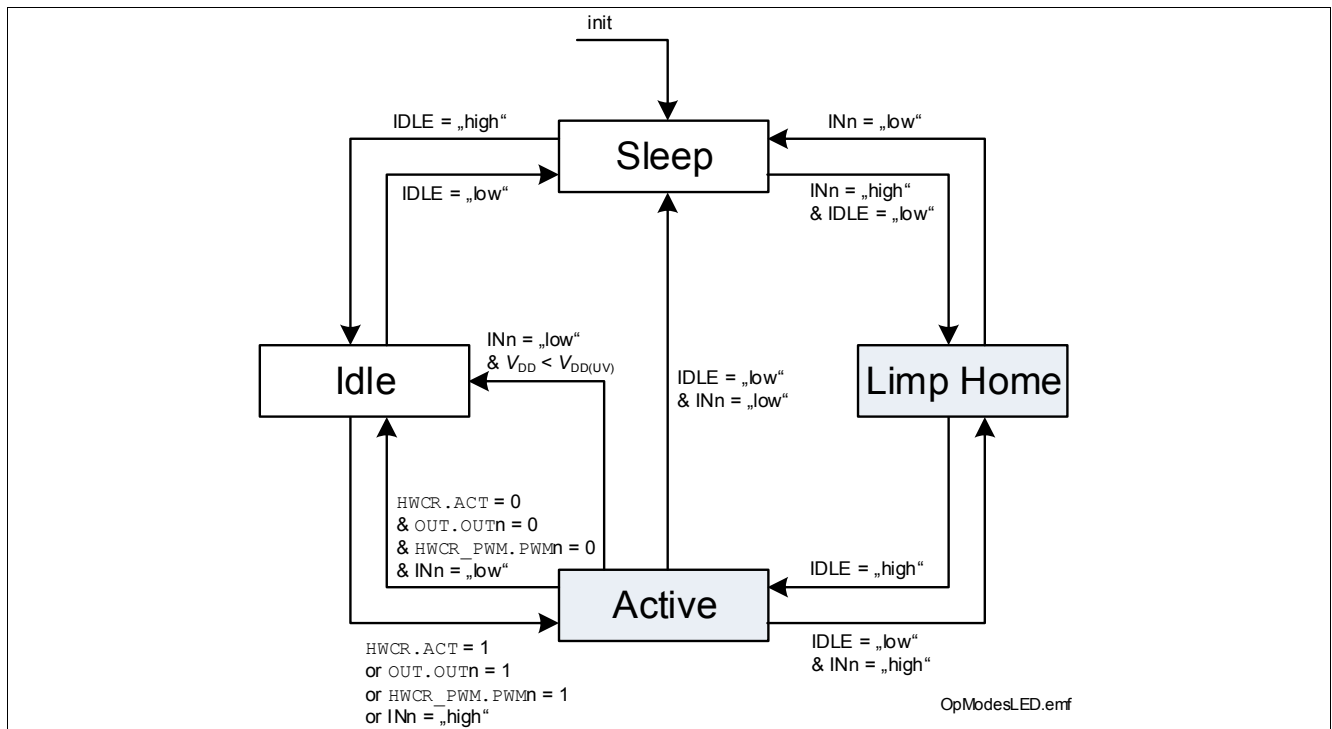 init
IDLE = „high“
INn = „low“
Sleep
IDLE = „low“
INn = „high“
& IDLE = „low“
INn = „low“
& VDD < VDD(UV)
Idle
IDLE = „low“
& INn = „low“
Limp Home
HWCR.ACT = 0
& OUT.OUTn = 0
& HWCR_PWM.PWMn = 0
& INn = „low“
IDLE = „high“
Active
HWCR.ACT = 1
or OUT.OUTn = 1
or HWCR_PWM.PWMn = 1
or INn = „high“
IDLE = „low“
& INn = „high“
OpModesLED.emf